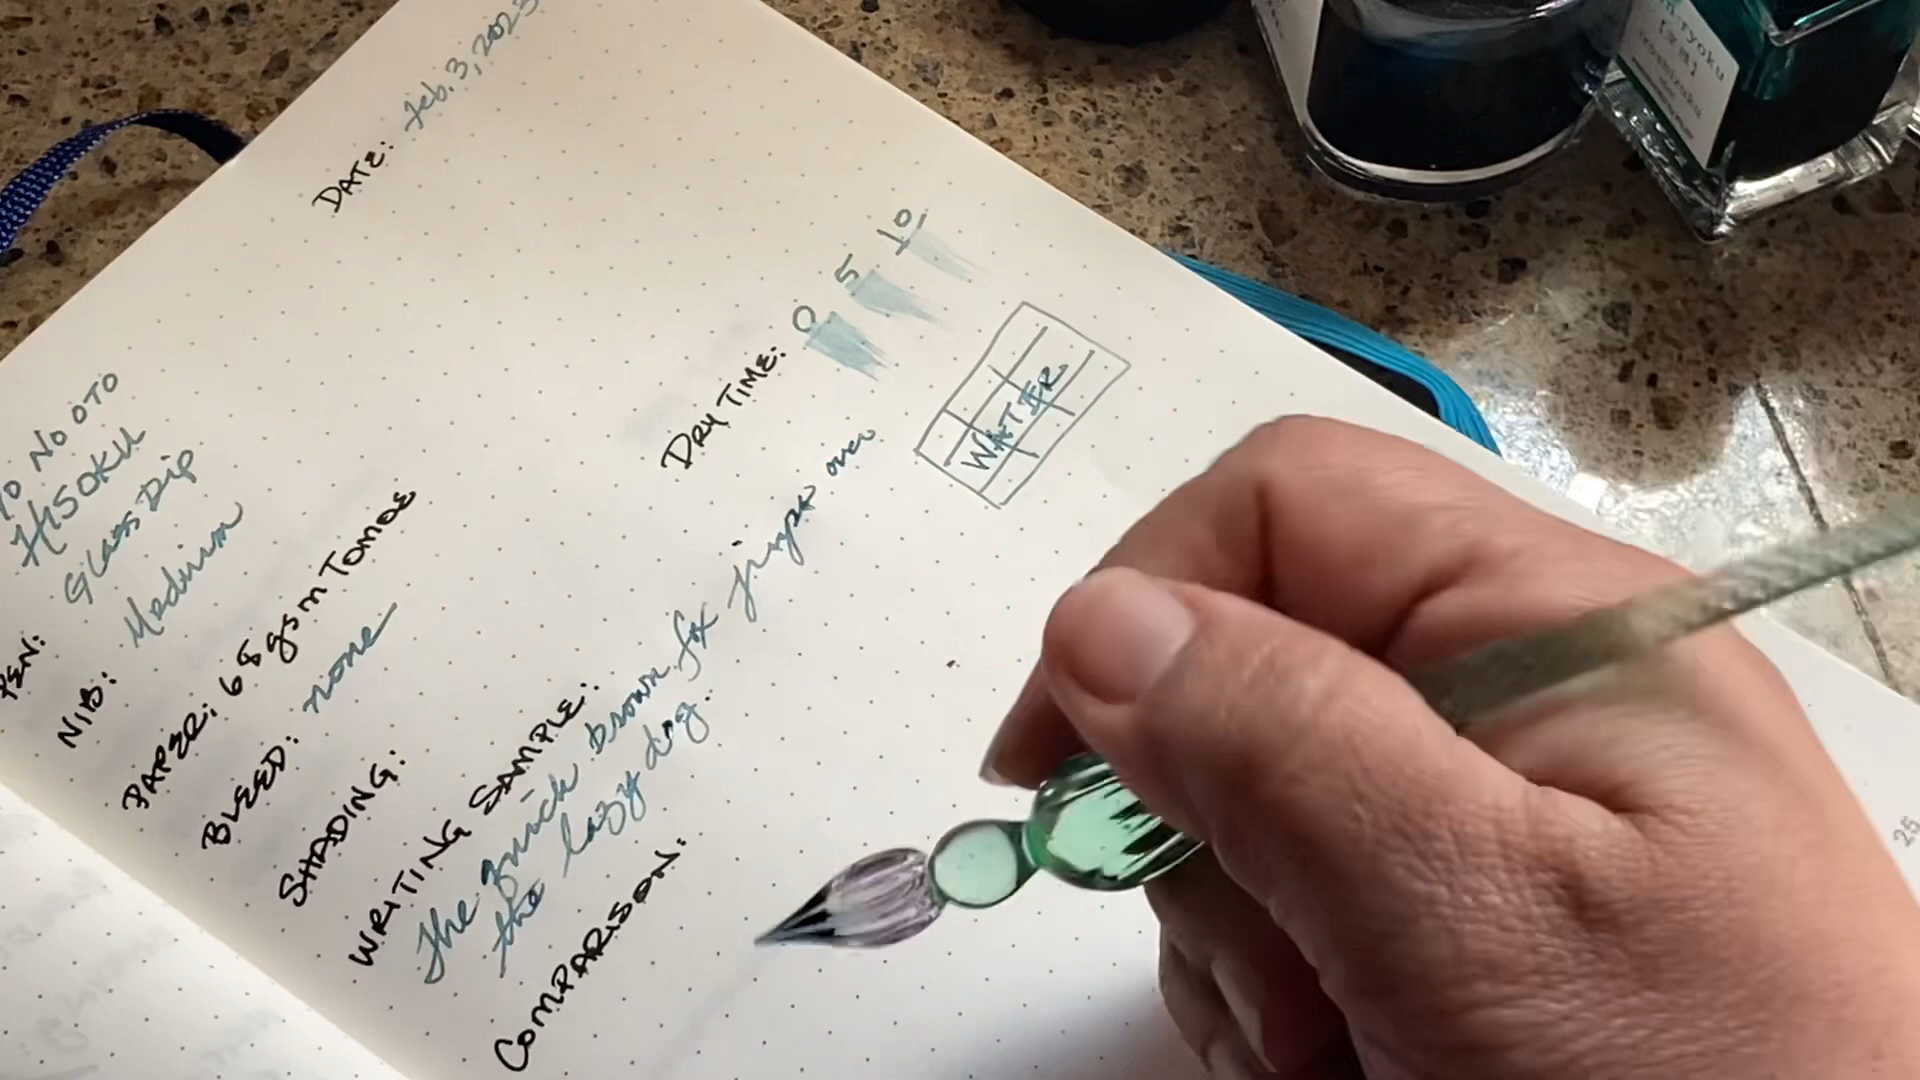 DATE: Feb. 3, 2025
NO OTO
HISOKU
PEN: GLASS DIP
NIB: Medium
PAPER: 68 gsm TOMOE
BLEED: none
DRY TIME: 0 5 10
SHADING:
WATER
WRITING SAMPLE:
The quick brown fox jumps over
the lazy dog.
COMPARISON: